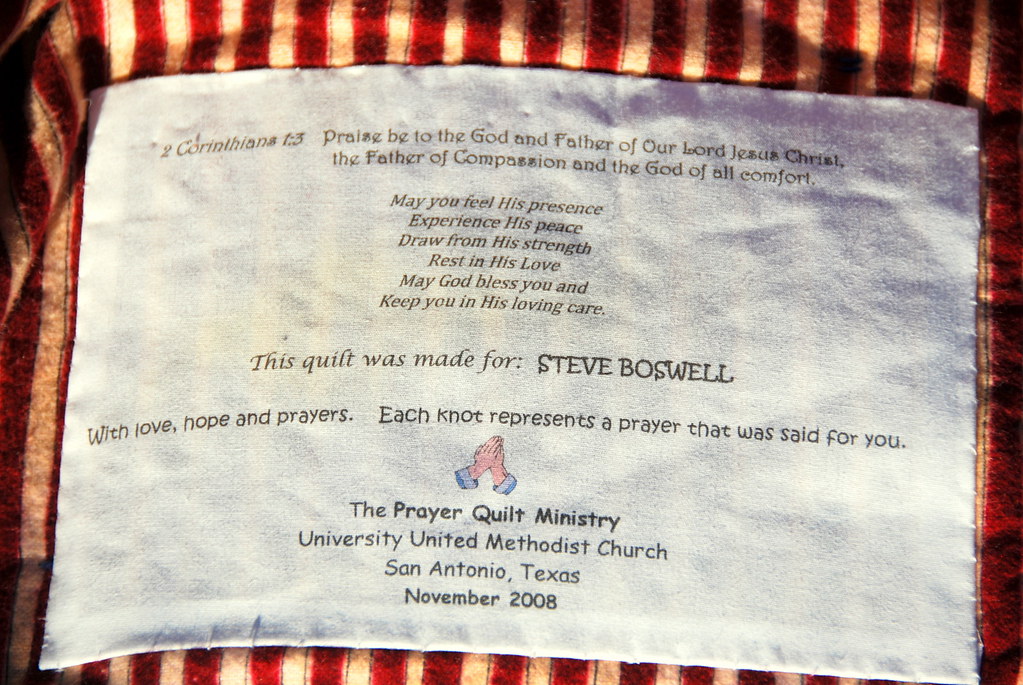 2 Corinthians 1:3 Praise be to the God and Father of Our Lord Jesus Christ,
the Father of Compassion and the God of all comfort.
May you feel His presence
Experience His peace
Draw from His strength
Rest in His Love
May God bless you and
Keep you in His loving care.
This quilt was made for: STEVE BOSWELL
With love, hope and prayers. Each knot represents a prayer that was said for you.
The Prayer Quilt Ministry
University United Methodist Church
San Antonio, Texas
November 2008